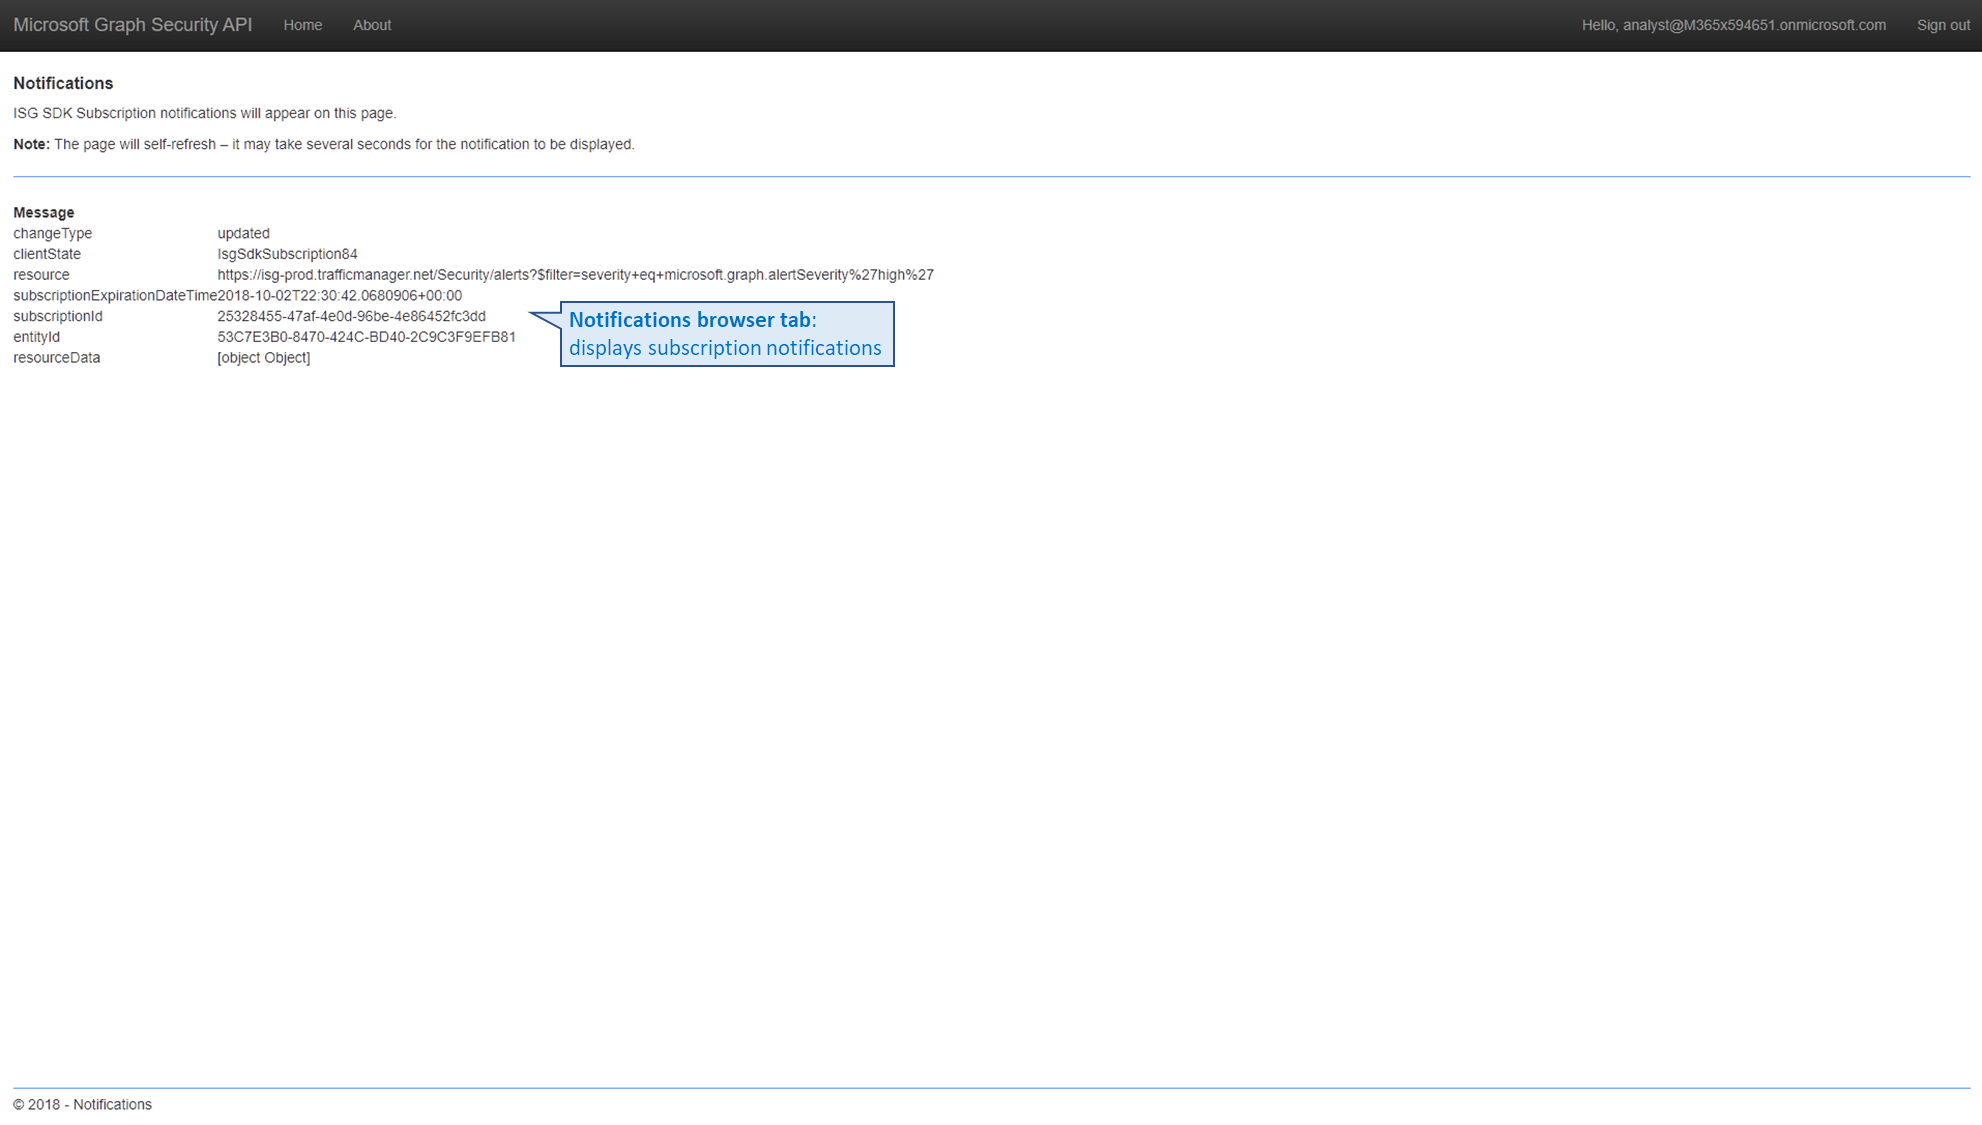 Microsoft Graph Security API Home About Hello, analyst@M365x594651.onmicrosoft.com Sign out
Notifications
ISG SDK Subscription notifications will appear on this page.
Note: The page will self-refresh – it may take several seconds for the notification to be displayed.
Message
changeType updated
clientState IsgSdkSubscription84
resource https://isg-prod.trafficmanager.net/Security/alerts?$filter=severity+eq+microsoft.graph.alertSeverity%27high%27
subscriptionExpirationDateTime2018-10-02T22:30:42.0680906+00:00
subscriptionId 25328455-47af-4e0d-96be-4e86452fc3dd
entityId 53C7E3B0-8470-424C-BD40-2C9C3F9EFB81
resourceData [object Object]
Notifications browser tab:
displays subscription notifications
© 2018 - Notifications